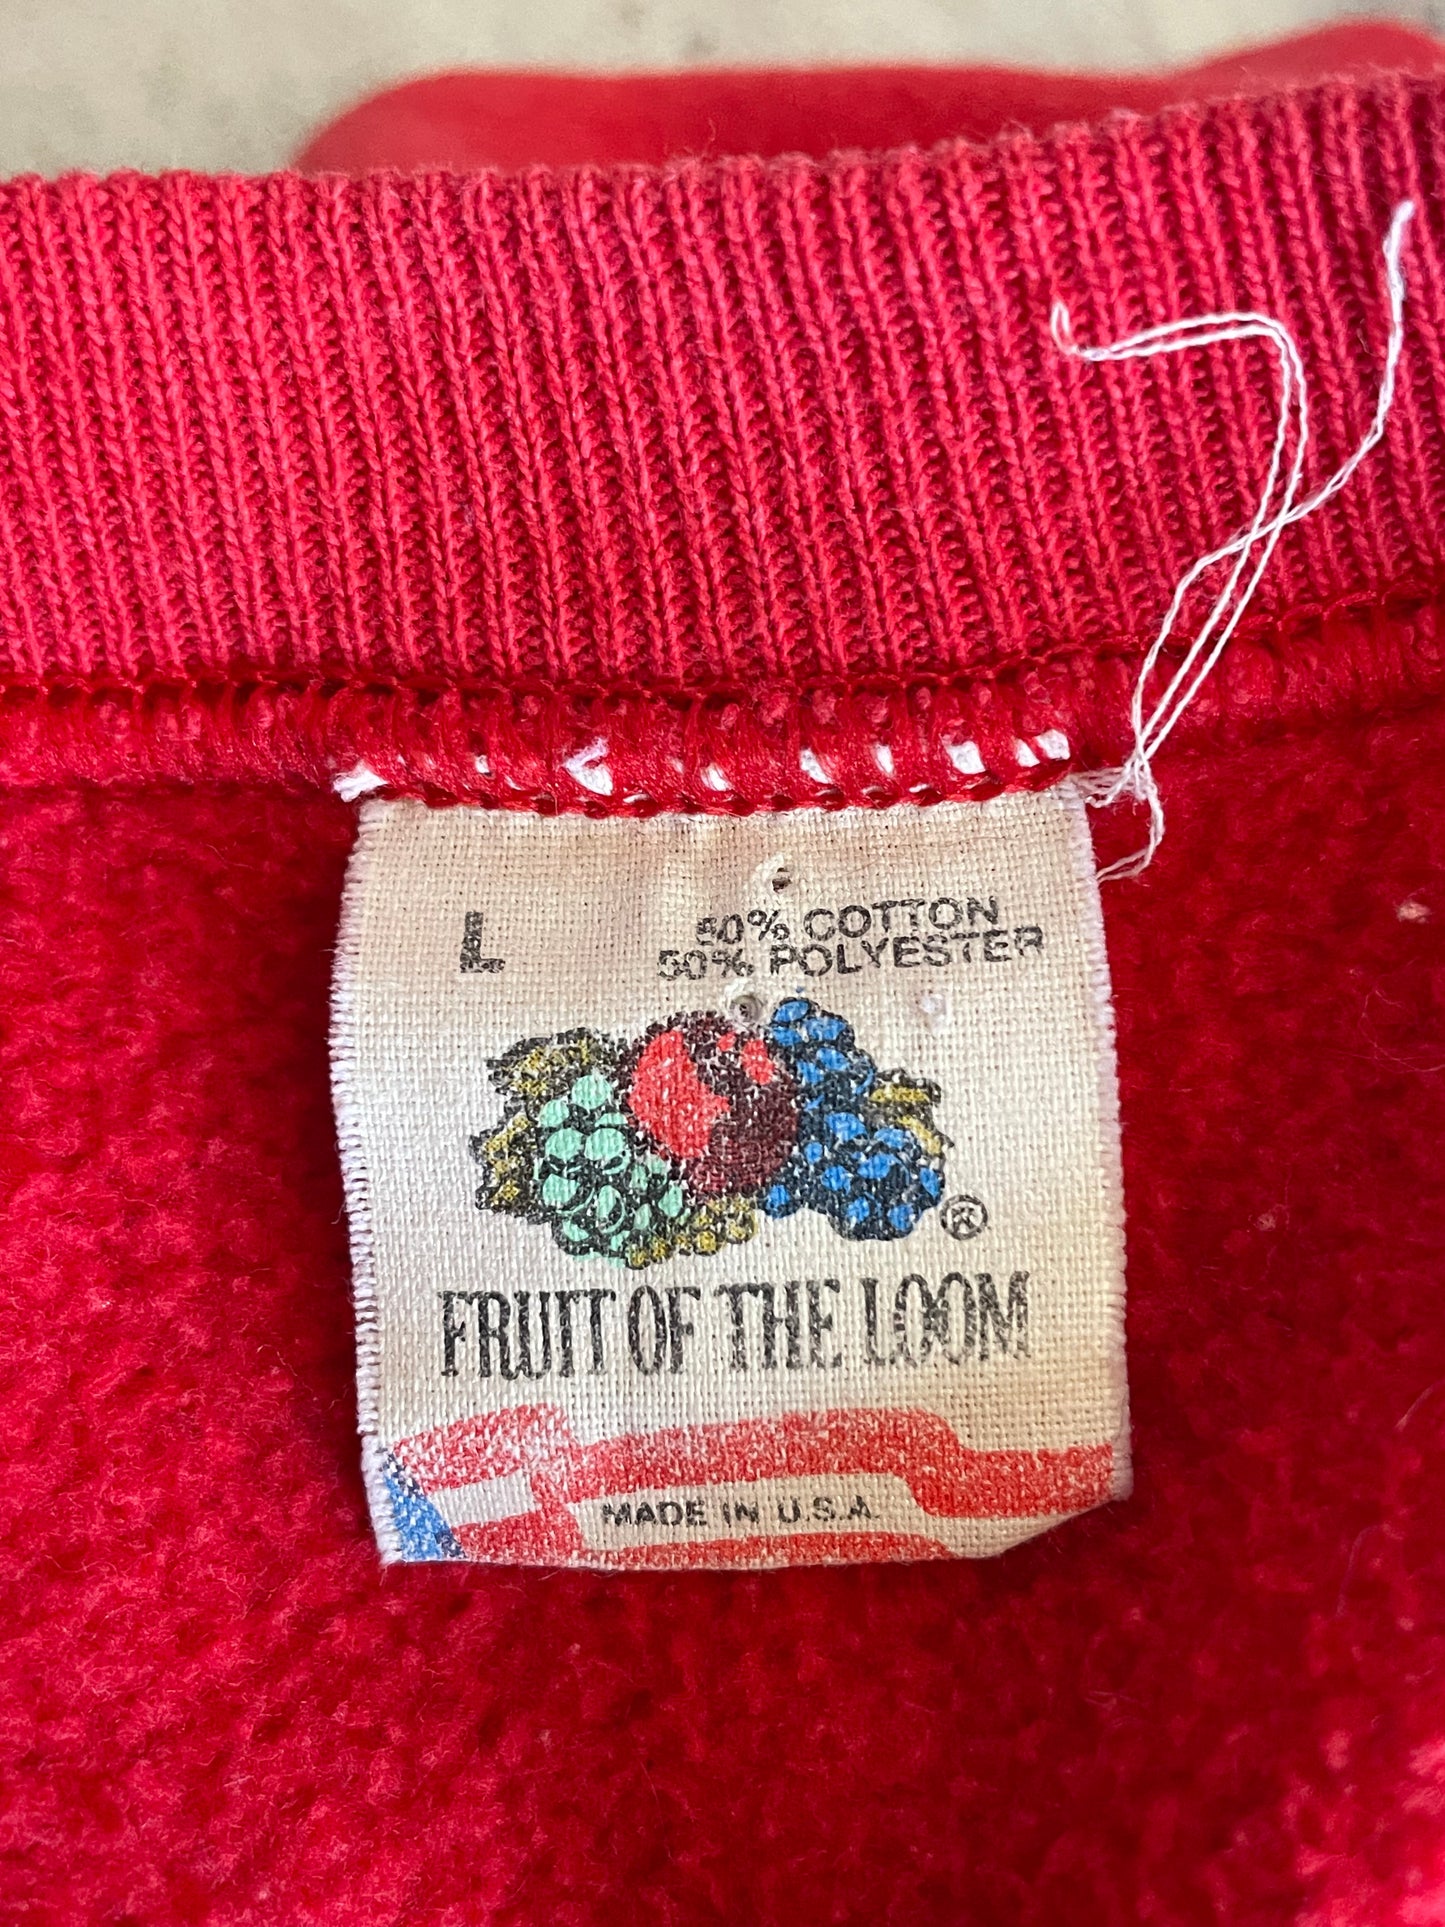 L
50% COTTON
50% POLYESTER
®
FRUIT OF THE LOOM
MADE IN U.S.A.